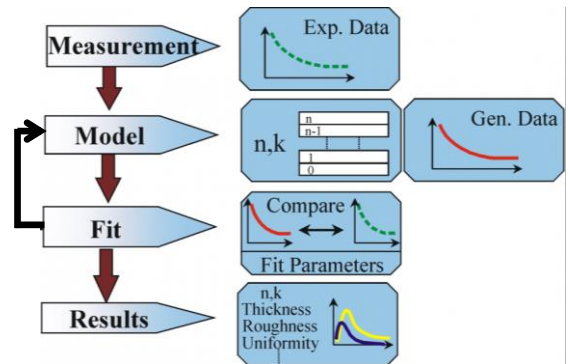 Measurement
Exp. Data
Model
n,k
n
n-1
1
0
Gen. Data
Fit
Compare
Fit Parameters
Results
n,k
Thickness
Roughness
Uniformity